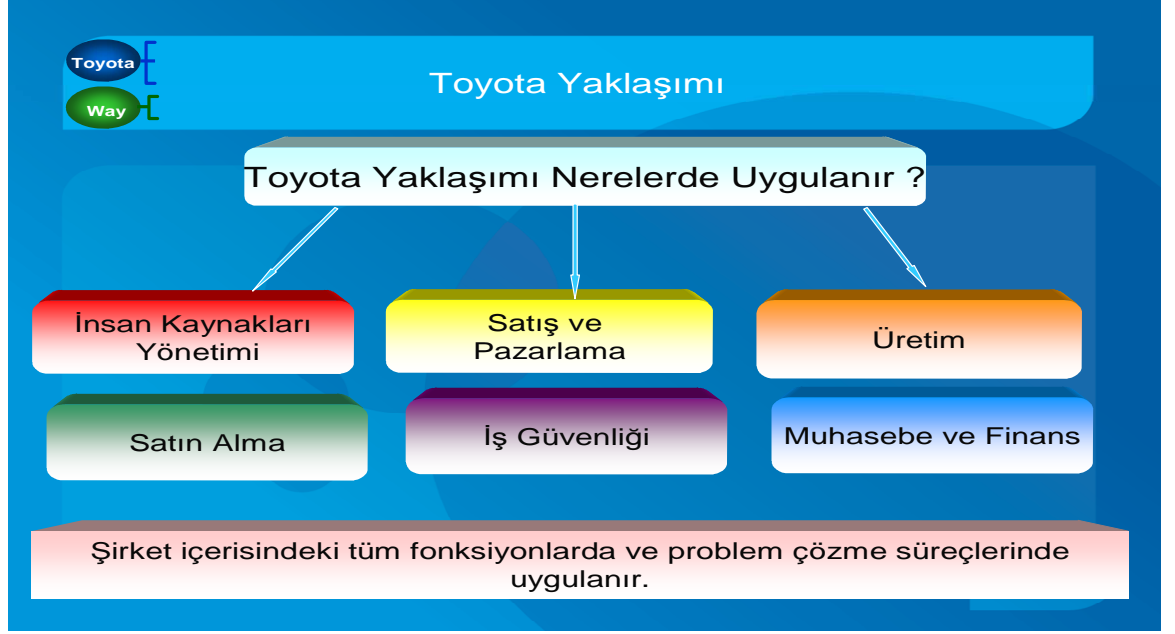 Toyota
Way
Toyota Yaklaşımı
Toyota Yaklaşımı Nerelerde Uygulanır ?
İnsan Kaynakları
Yönetimi
Satış ve
Pazarlama
Üretim
Satın Alma
İş Güvenliği
Muhasebe ve Finans
Şirket içerisindeki tüm fonksiyonlarda ve problem çözme süreçlerinde
uygulanır.